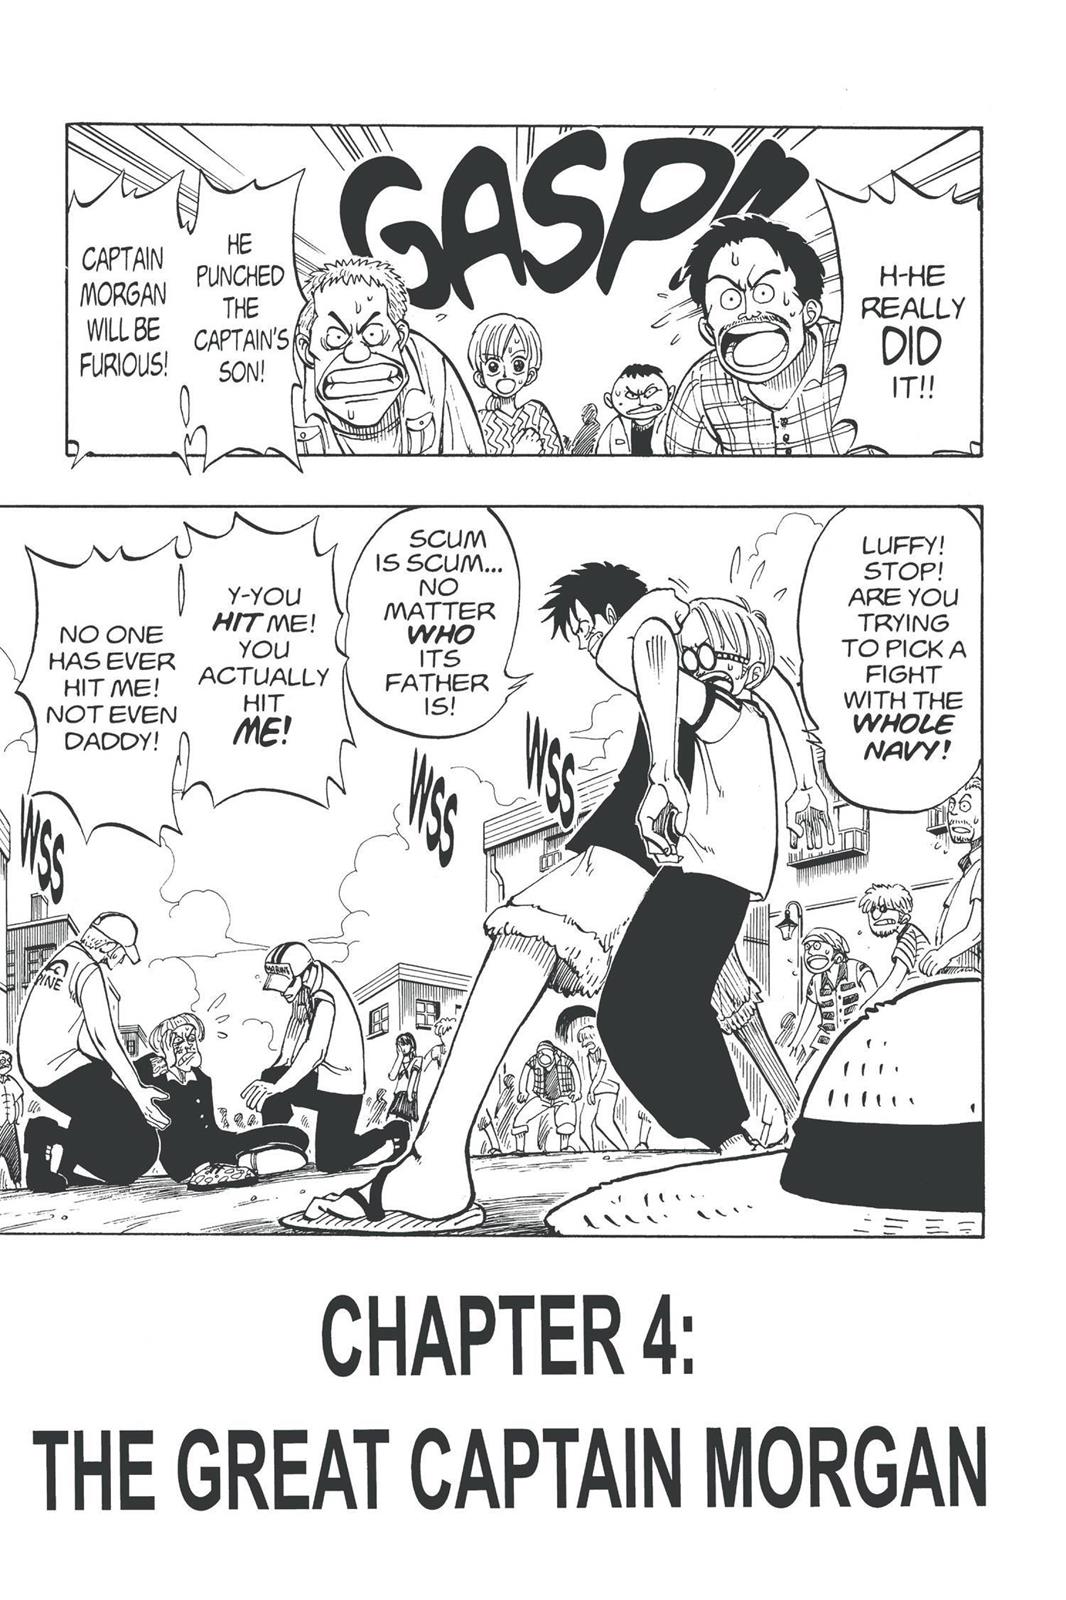 H-HE
REALLY
DID
IT!!
GASP!!
HE
PUNCHED
THE
CAPTAIN'S
SON!
CAPTAIN
MORGAN
WILL BE
FURIOUS!
LUFFY!
STOP!
ARE YOU
TRYING
TO PICK A
FIGHT
WITH THE
WHOLE
NAVY!
SCUM
IS SCUM...
NO
MATTER
WHO
ITS
FATHER
IS!
Y-YOU
HIT ME!
YOU
ACTUALLY
HIT
ME!
NO ONE
HAS EVER
HIT ME!
NOT EVEN
DADDY!
WSS
WSS
WSS
MARINE
CHAPTER 4:
THE GREAT CAPTAIN MORGAN